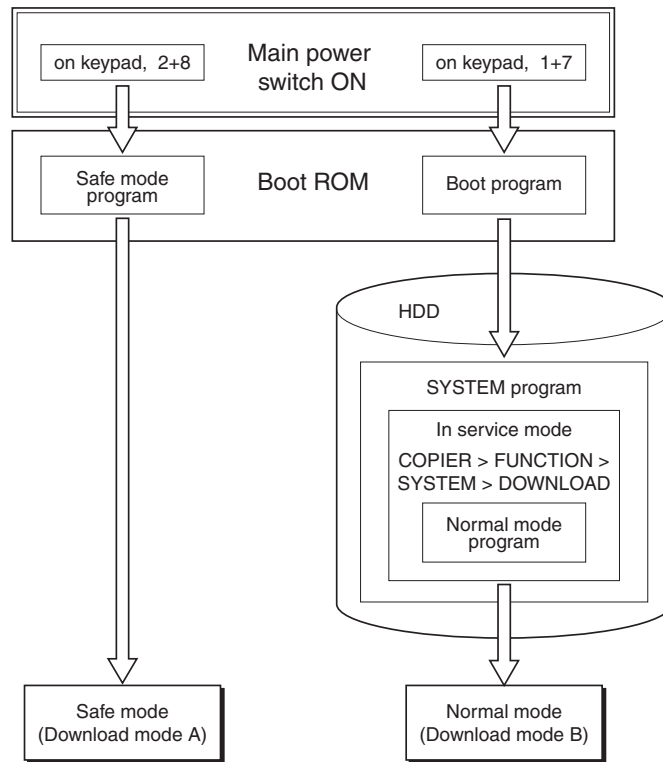 Main power
switch ON
on keypad, 2+8
on keypad, 1+7
Boot ROM
Safe mode
program
Boot program
HDD
SYSTEM program
In service mode
COPIER > FUNCTION >
SYSTEM > DOWNLOAD
Normal mode
program
Safe mode
(Download mode A)
Normal mode
(Download mode B)